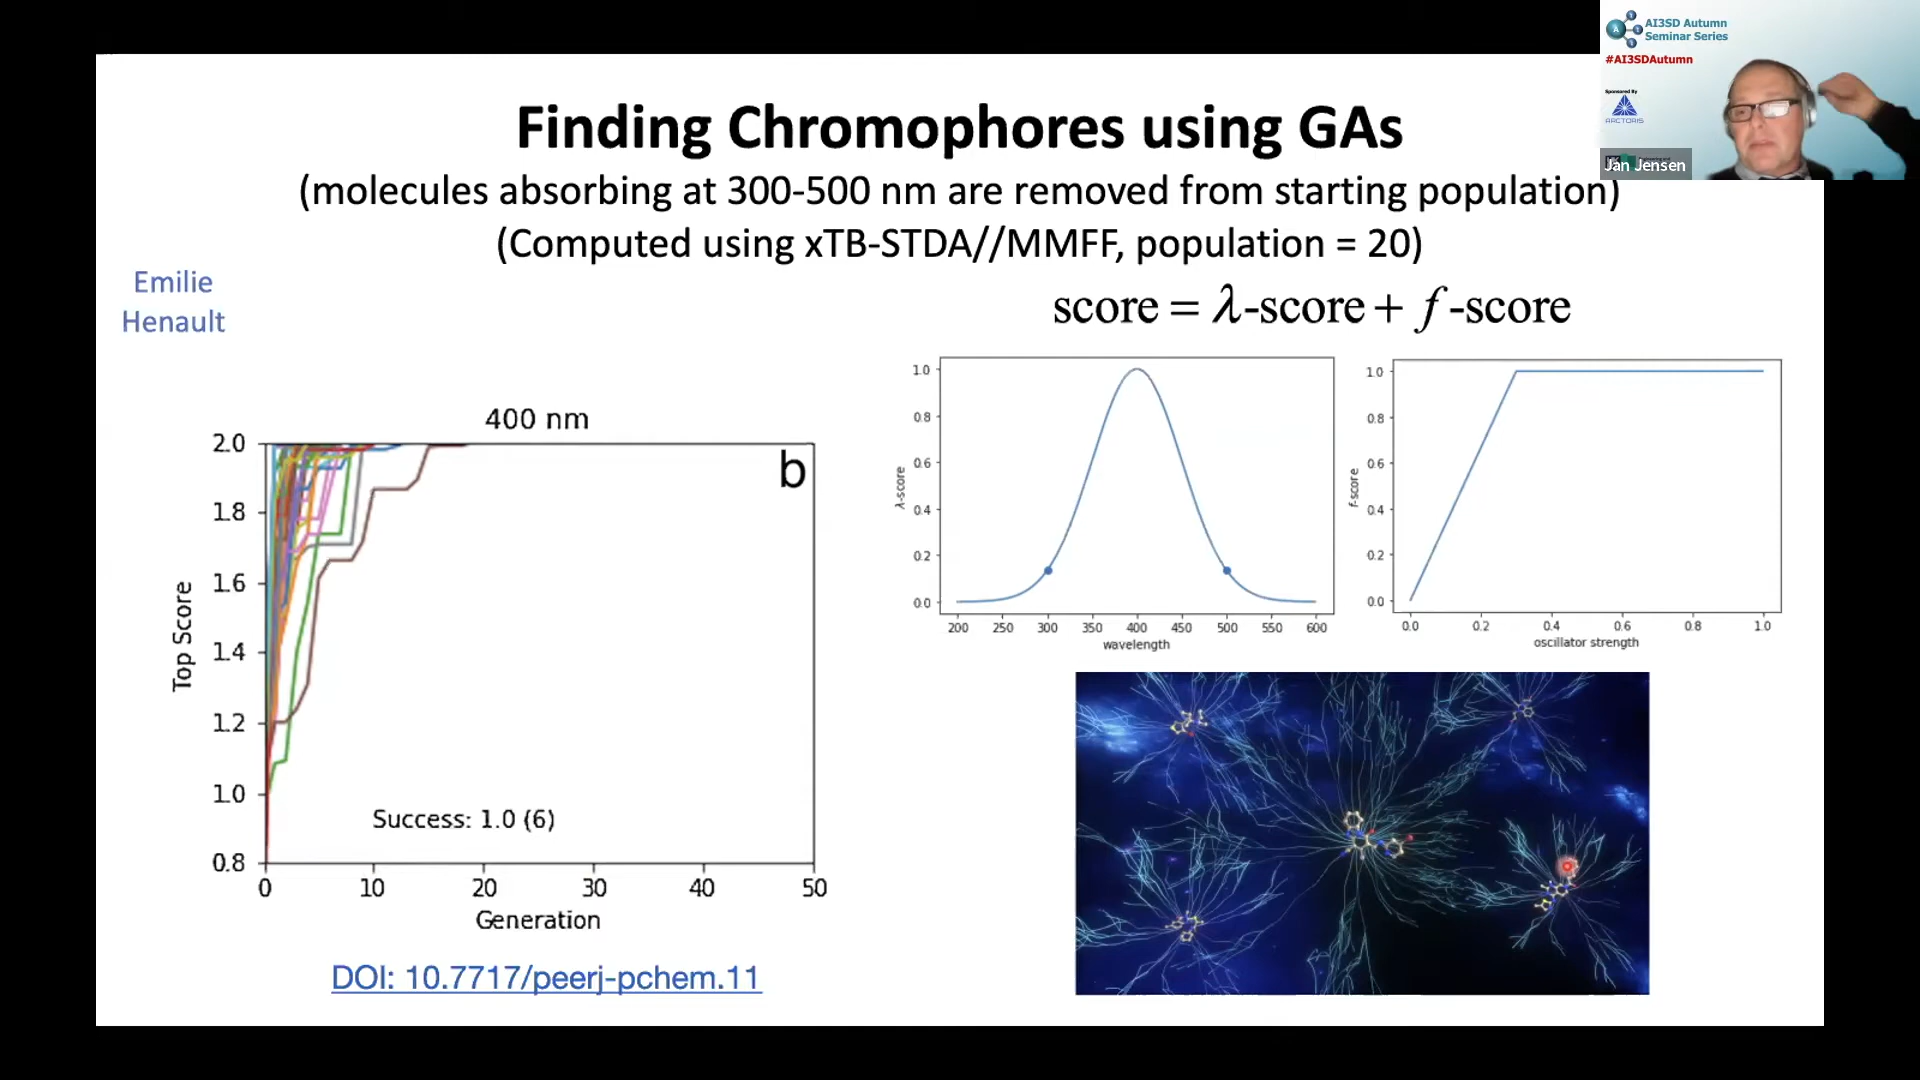 Finding Chromophores using GAs
(molecules absorbing at 300-500 nm are removed from starting population)
(Computed using xTB-STDA//MMFF, population = 20)
Emilie
Henault
score = λ-score + f-score
400 nm
b
2.0
1.8
1.6
1.4
1.2
1.0
0.8
Top Score
0
10
20
30
40
50
Generation
Success: 1.0 (6)
DOI: 10.7717/peerj-pchem.11
1.0
0.8
0.6
0.4
0.2
0.0
λ-score
200
250
300
350
400
450
500
550
600
wavelength
1.0
0.8
0.6
0.4
0.2
0.0
f-score
0.0
0.2
0.4
0.6
0.8
1.0
oscillator strength
AI3SD Autumn
Seminar Series
#AI3SDAutumn
Sponsored By
ARCTORIS
Jan Jensen